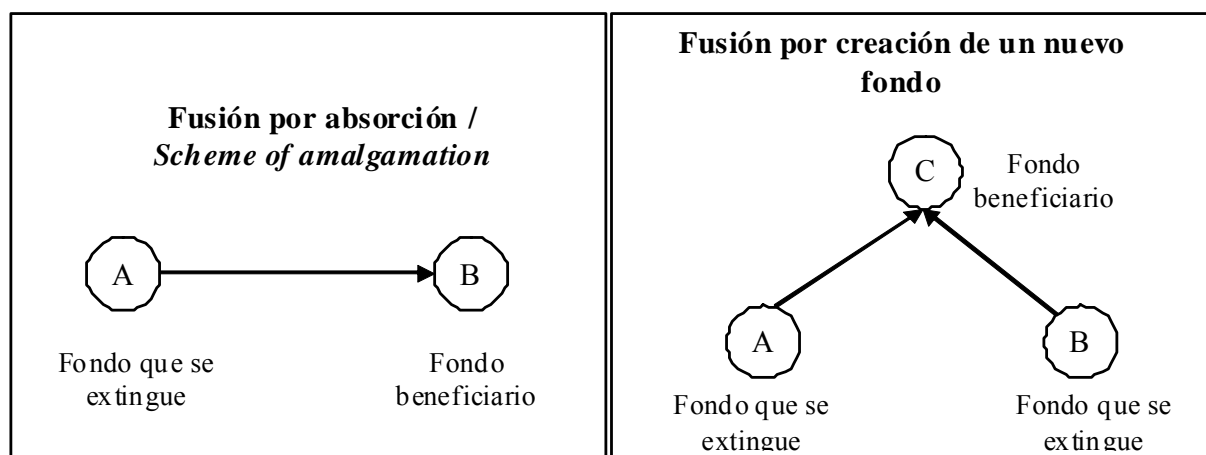 Fusión por absorción /
Scheme of amalgamation
A
B
Fondo que se
extingue
Fondo
beneficiario
Fusión por creación de un nuevo
fondo
C
Fondo
beneficiario
A
B
Fondo que se
extingue
Fondo que se
extingue